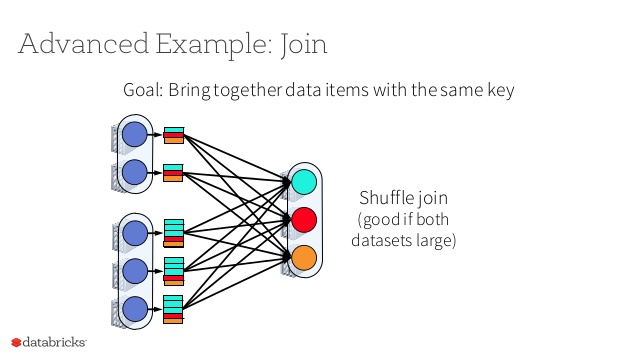 Advanced Example: Join
Goal: Bring together data items with the same key
Shuffle join
(good if both
datasets large)
databricks